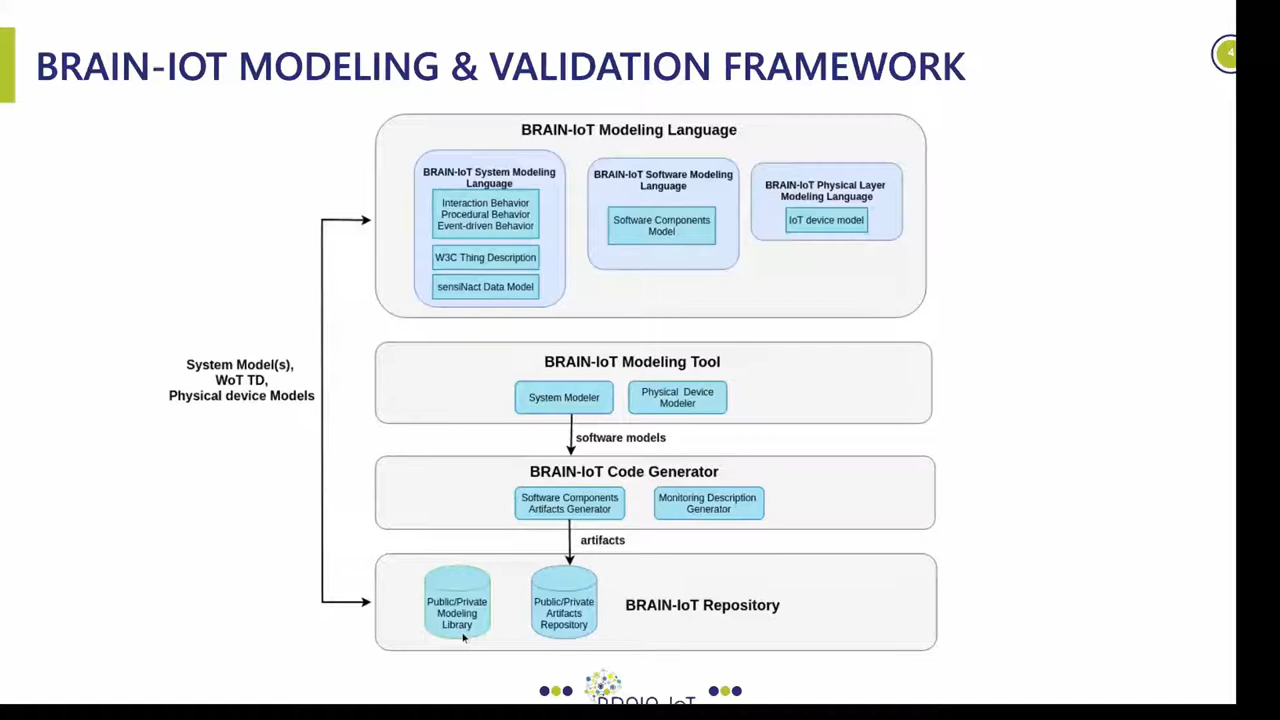 BRAIN-IOT MODELING & VALIDATION FRAMEWORK
4
BRAIN-IoT Modeling Language
BRAIN-IoT System Modeling
Language
Interaction Behavior
Procedural Behavior
Event-driven Behavior
W3C Thing Description
sensiNact Data Model
BRAIN-IoT Software Modeling
Language
Software Components
Model
BRAIN-IoT Physical Layer
Modeling Language
IoT device model
System Model(s),
WoT TD,
Physical device Models
BRAIN-IoT Modeling Tool
System Modeler
Physical Device
Modeler
software models
BRAIN-IoT Code Generator
Software Components
Artifacts Generator
Monitoring Description
Generator
artifacts
Public/Private
Modeling
Library
Public/Private
Artifacts
Repository
BRAIN-IoT Repository
BRAIN-IoT